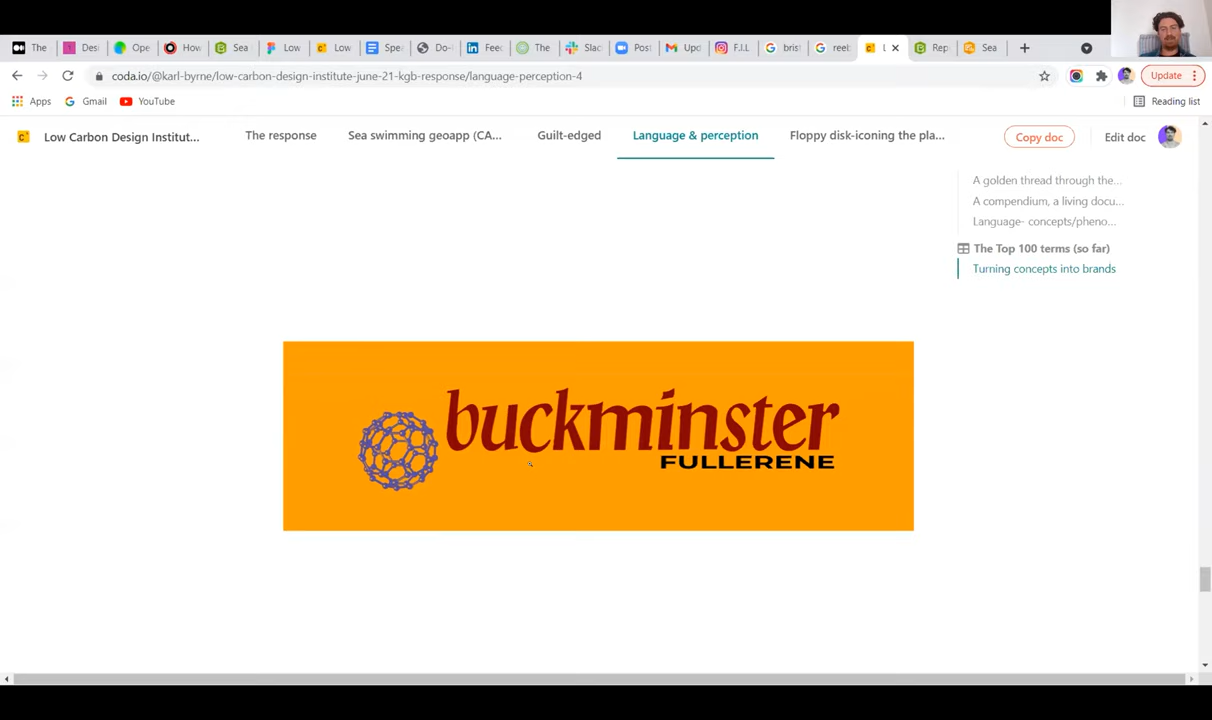 The
Desi
Ope
How
Sea
Low
Low
Spe
Do-
Feed
The
Slac
Post
Upd
F.I.L
brist
reel
L
Rep
Sea
coda.io/@karl-byrne/low-carbon-design-institute-june-21-kgb-response/language-perception-4
Update
Apps
Gmail
YouTube
Reading list
Low Carbon Design Institut...
The response
Sea swimming geoapp (CA...
Guilt-edged
Language & perception
Floppy disk-iconing the pla...
Copy doc
Edit doc
A golden thread through the...
A compendium, a living docu...
Language- concepts/pheno...
The Top 100 terms (so far)
Turning concepts into brands
buckminster
FULLERENE